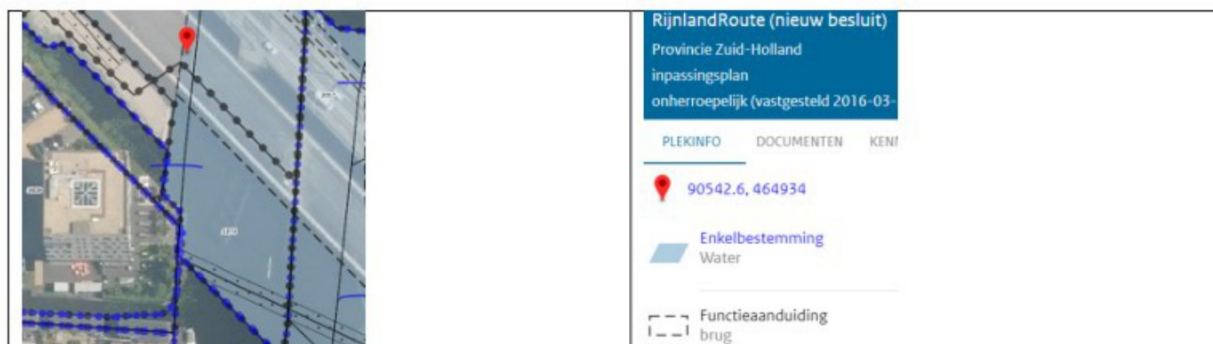 RijnlandRoute (nieuw besluit)
Provincie Zuid-Holland
inpassingsplan
onherroepelijk (vastgesteld 2016-03-
PLEKINFO DOCUMENTEN KEN
90542.6, 464934
Enkelbestemming
Water
Functieaanduiding
brug